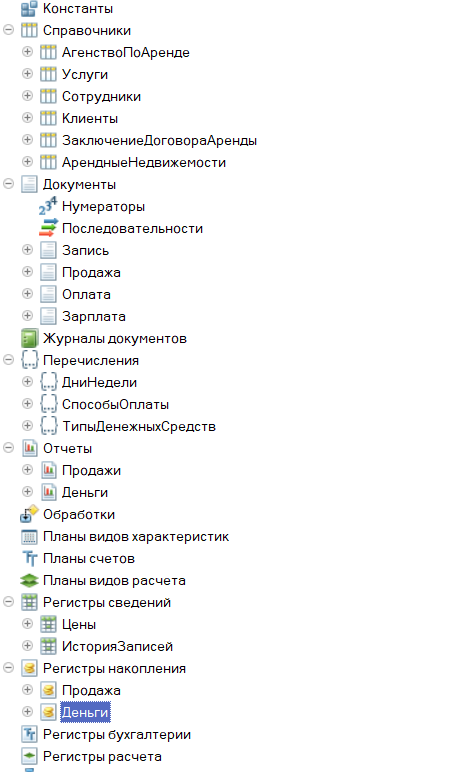 Константы
Справочники
АгенствоПоАренде
Услуги
Сотрудники
Клиенты
ЗаключениеДоговораАренды
АрендныеНедвижемости
Документы
Нумераторы
Последовательности
Запись
Продажа
Оплата
Зарплата
Журналы документов
Перечисления
ДниНедели
СпособыОплаты
ТипыДенежныхСредств
Отчеты
Продажи
Деньги
Обработки
Планы видов характеристик
Планы счетов
Планы видов расчета
Регистры сведений
Цены
ИсторияЗаписей
Регистры накопления
Продажа
Деньги
Регистры бухгалтерии
Регистры расчета